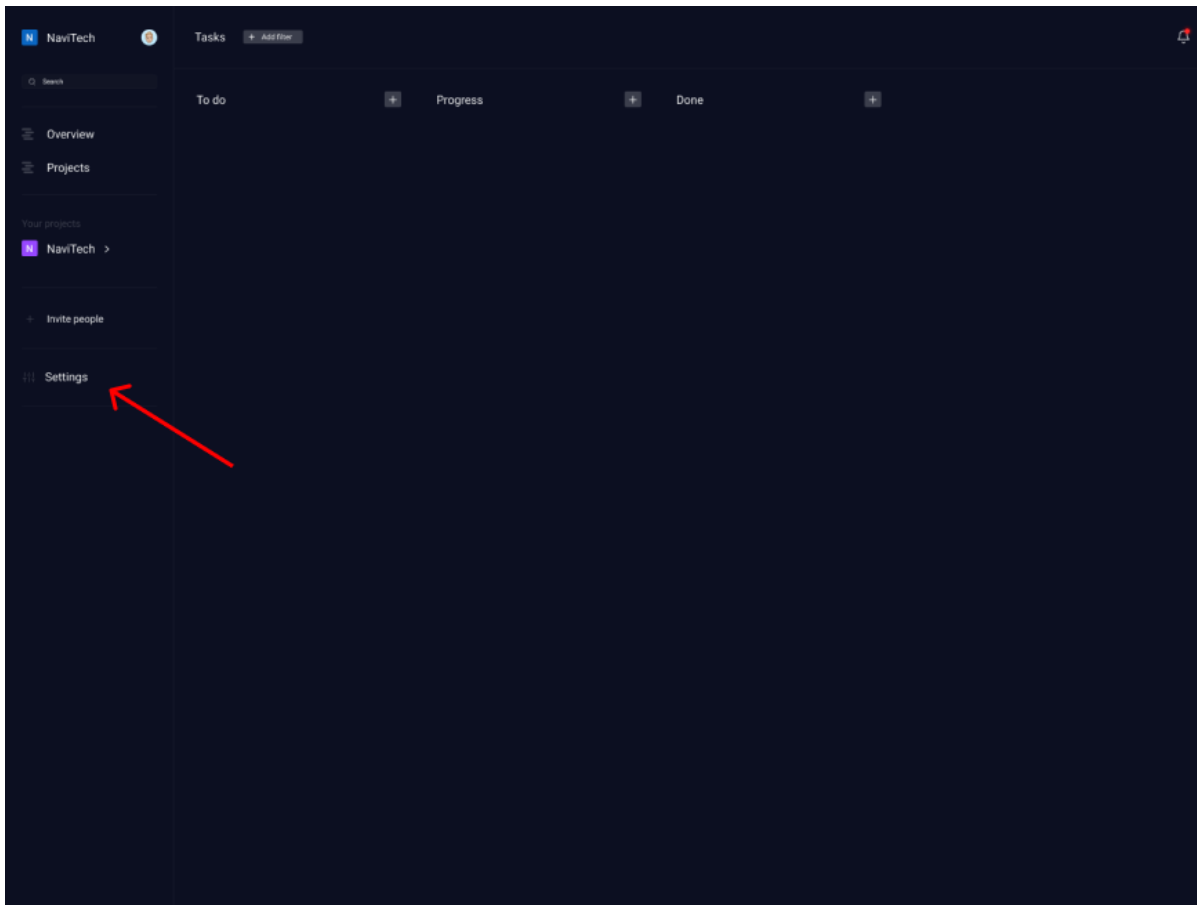 N NaviTech
Tasks + Add filter
Search
To do +
Progress +
Done +
Overview
Projects
Your projects
N NaviTech >
+ Invite people
Settings